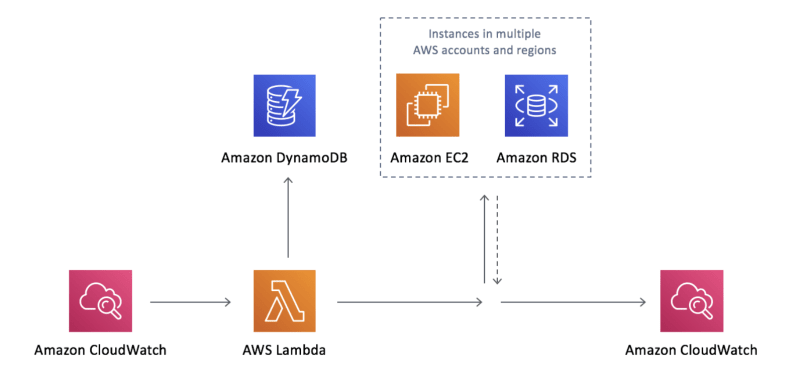 Instances in multiple
AWS accounts and regions
Amazon DynamoDB
Amazon EC2
Amazon RDS
Amazon CloudWatch
AWS Lambda
Amazon CloudWatch